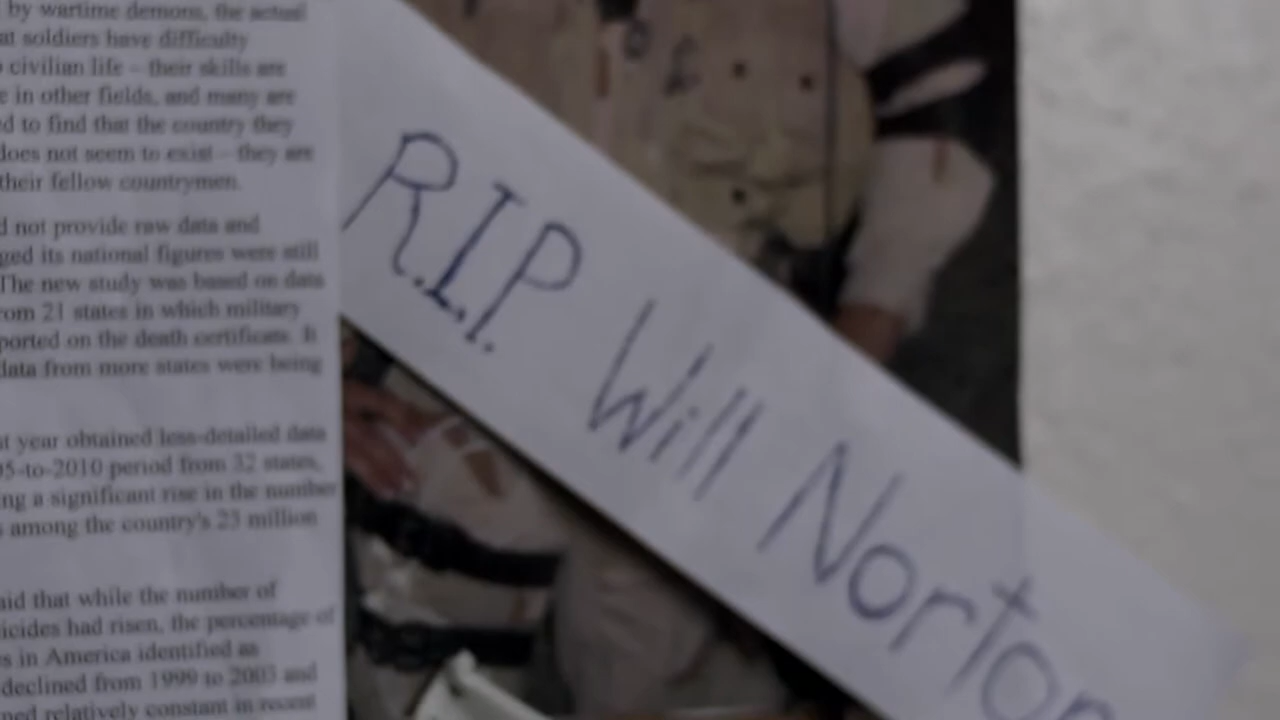 by wartime demons, the actual
at soldiers have difficulty
civilian life – their skills are
e in other fields, and many are
d to find that the country they
does not seem to exist – they are
their fellow countrymen.
d not provide raw data and
ged its national figures were still
The new study was based on data
rom 21 states in which military
ported on the death certificate. It
data from more states were being
st year obtained less-detailed data
05-to-2010 period from 32 states,
ng a significant rise in the number
s among the country's 23 million
aid that while the number of
icides had risen, the percentage of
s in America identified as
declined from 1999 to 2003 and
ned relatively constant in recent
R.I.P. Will Norton